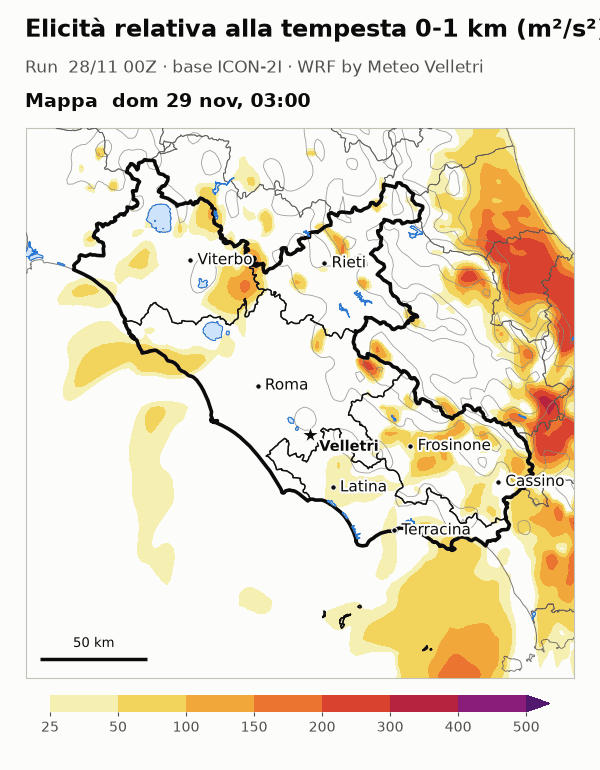 Elicità relativa alla tempesta 0-1 km (m²/s²)
Run 28/11 00Z · base ICON-2I · WRF by Meteo Velletri
Mappa dom 29 nov, 03:00
Viterbo
Rieti
Roma
Velletri
Frosinone
Latina
Cassino
Terracina
50 km
25 50 100 150 200 300 400 500